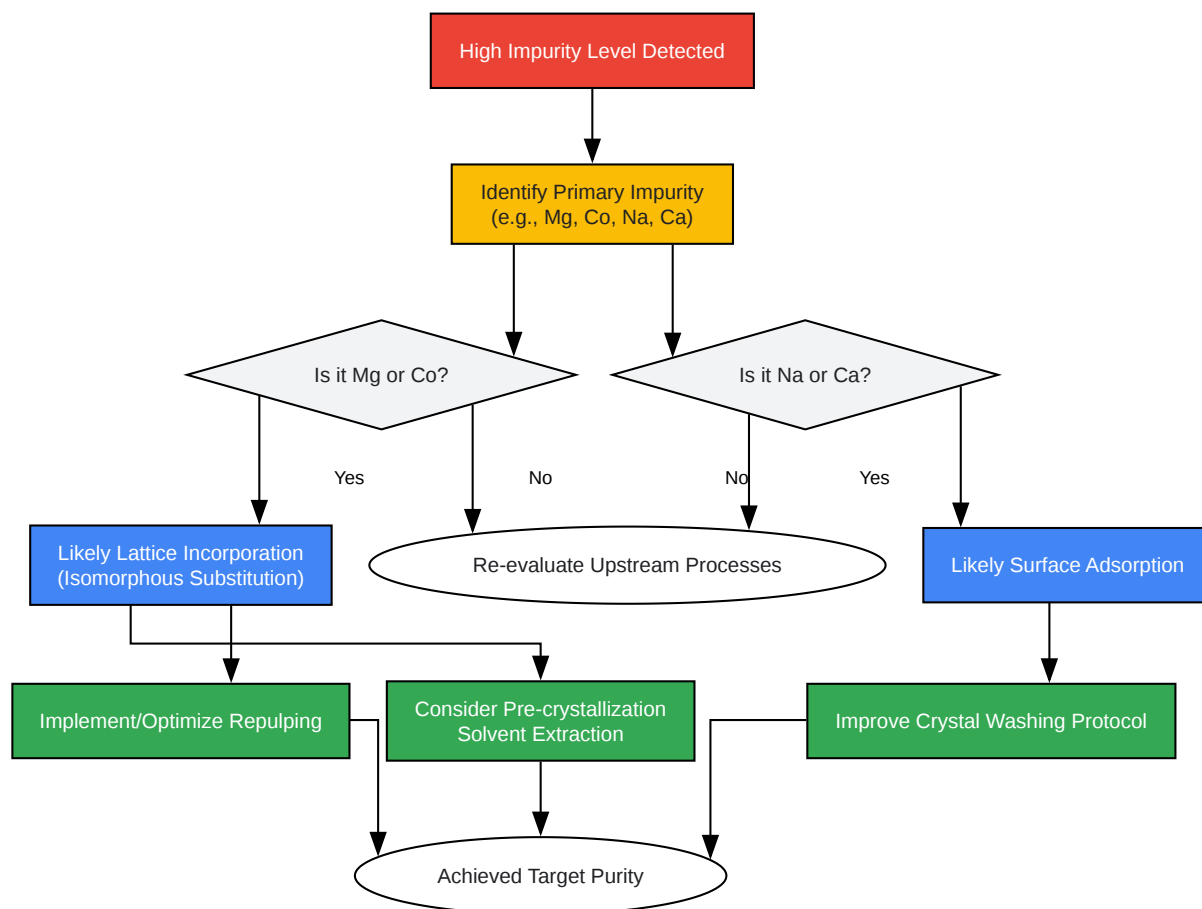 High Impurity Level Detected
Identify Primary Impurity
(e.g., Mg, Co, Na, Ca)
Is it Mg or Co?
Is it Na or Ca?
Yes
No
No
Yes
Likely Lattice Incorporation
(Isomorphous Substitution)
Re-evaluate Upstream Processes
Likely Surface Adsorption
Implement/Optimize Repulping
Consider Pre-crystallization
Solvent Extraction
Improve Crystal Washing Protocol
Achieved Target Purity